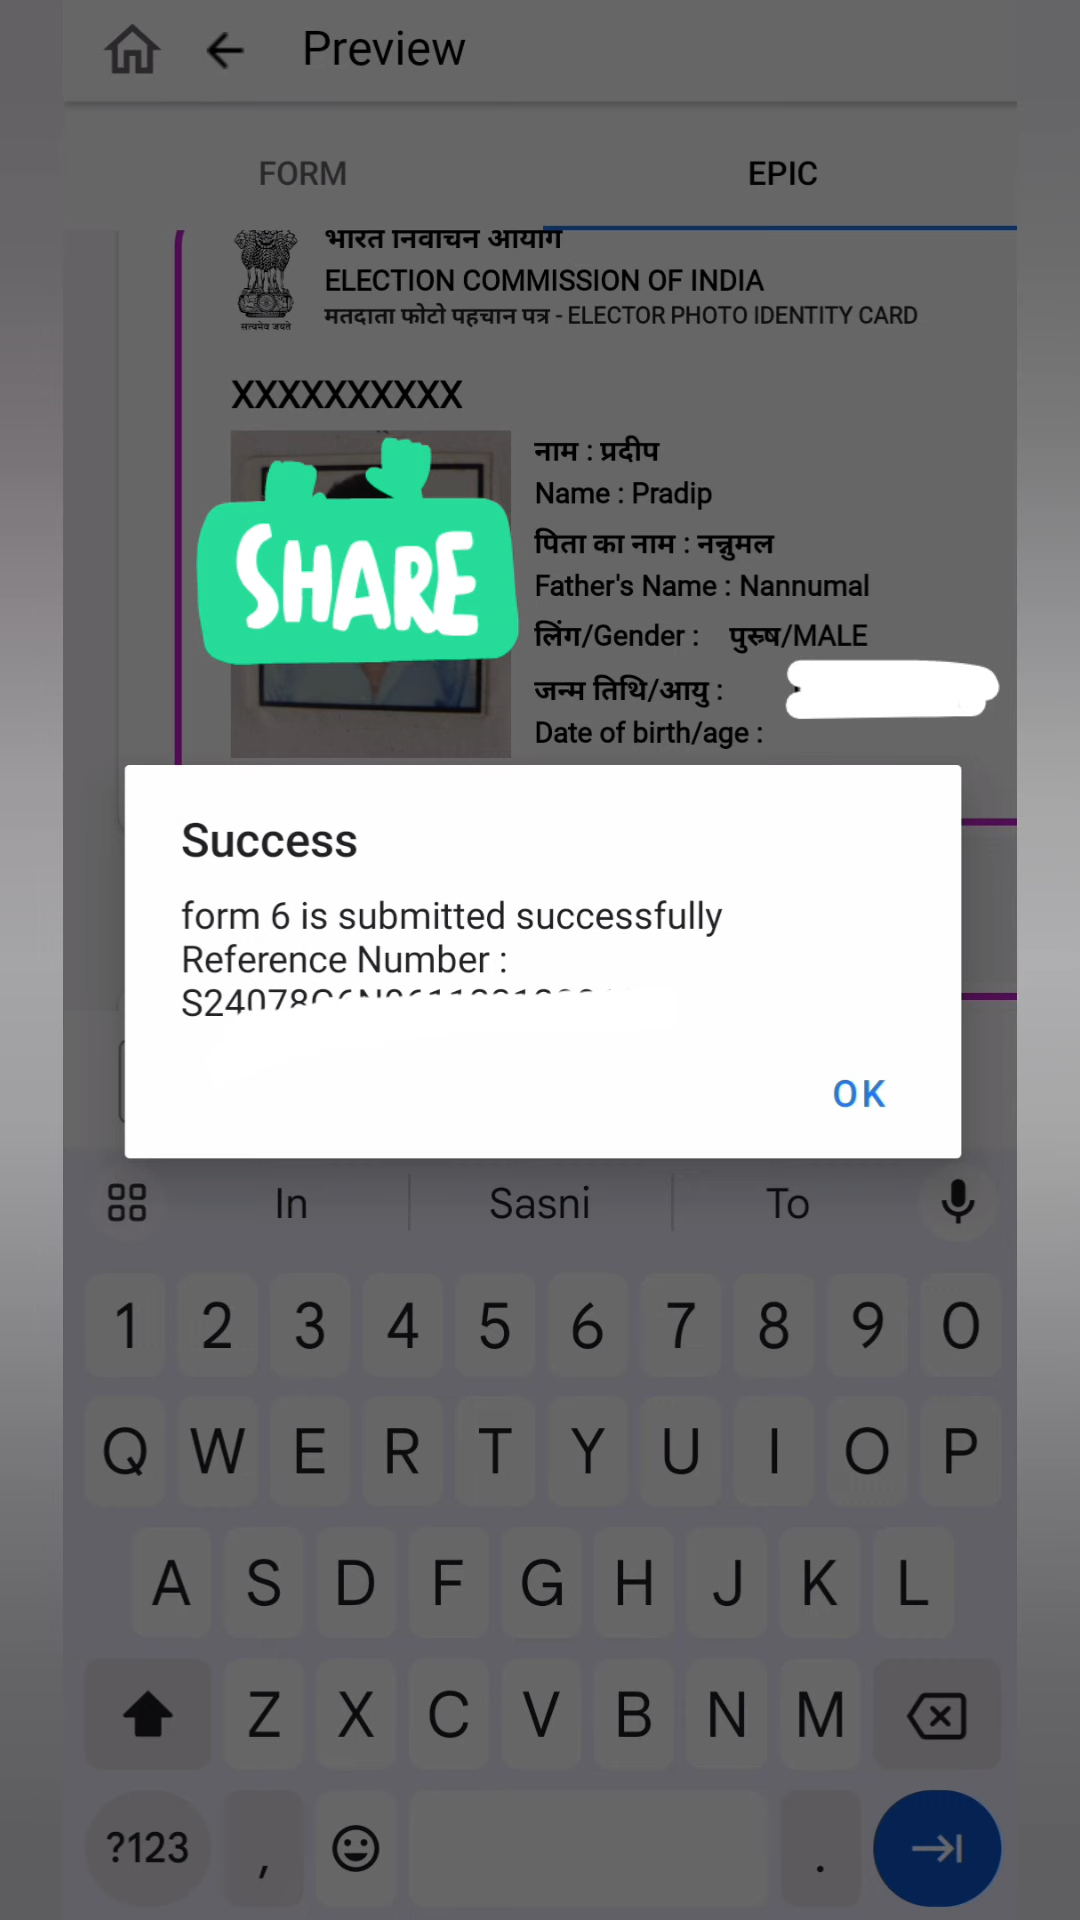 Preview
FORM
EPIC
भारत निर्वाचन आयोग
ELECTION COMMISSION OF INDIA
मतदाता फोटो पहचान पत्र - ELECTOR PHOTO IDENTITY CARD
सत्यमेव जयते
XXXXXXXXXX
SHARE
नाम : प्रदीप
Name : Pradip
पिता का नाम : नन्नुमल
Father's Name : Nannumal
लिंग/Gender : पुरुष/MALE
जन्म तिथि/आयु :
Date of birth/age :
Success
form 6 is submitted successfully
Reference Number :
In Sasni To
1 2 3 4 5 6 7 8 9 0
Q W E R T Y U I O P
A S D F G H J K L
Z X C V B N M
?123 , .
OK